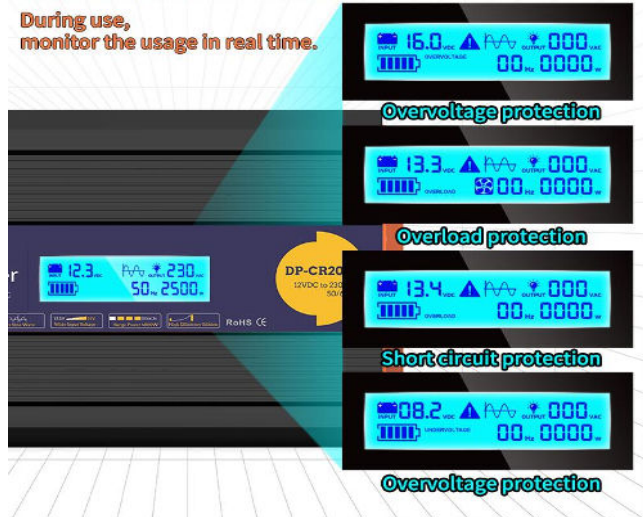 During use,
monitor the usage in real time.
INPUT 16.0 VDC OUTPUT 000 VAC
OVERVOLTAGE 00 Hz 0000 W
Overvoltage protection
INPUT 13.3 VDC OUTPUT 000 VAC
OVERLOAD 00 Hz 0000 W
Overload protection
INPUT 13.4 VDC OUTPUT 000 VAC
OVERLOAD 00 Hz 0000 W
Short circuit protection
INPUT 08.2 VDC OUTPUT 000 VAC
UNDERVOLTAGE 00 Hz 0000 W
Overvoltage protection
er
INPUT 12.3 VDC OUTPUT 230 VAC
50 Hz 2500 W
DP-CR20
12VDC to 230
50/6
RoHS CE